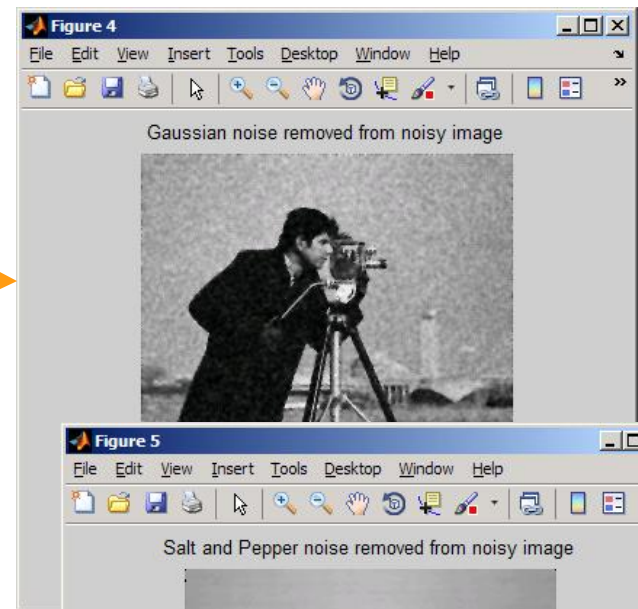 Figure 4
File Edit View Insert Tools Desktop Window Help
Gaussian noise removed from noisy image
Figure 5
File Edit View Insert Tools Desktop Window Help
Salt and Pepper noise removed from noisy image